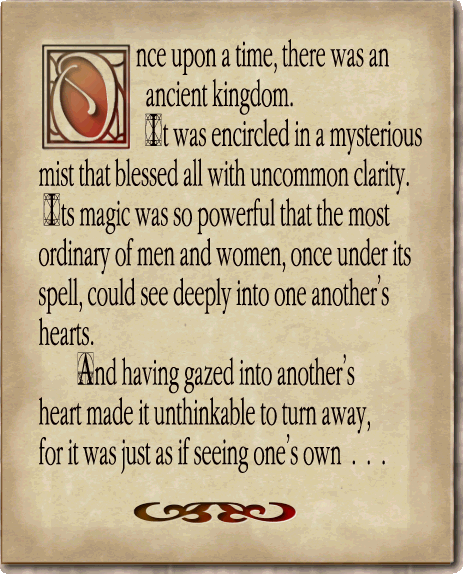 Once upon a time, there was an
ancient kingdom.
It was encircled in a mysterious
mist that blessed all with uncommon clarity.
Its magic was so powerful that the most
ordinary of men and women, once under its
spell, could see deeply into one another's
hearts.
And having gazed into another's
heart made it unthinkable to turn away,
for it was just as if seeing one's own . . .